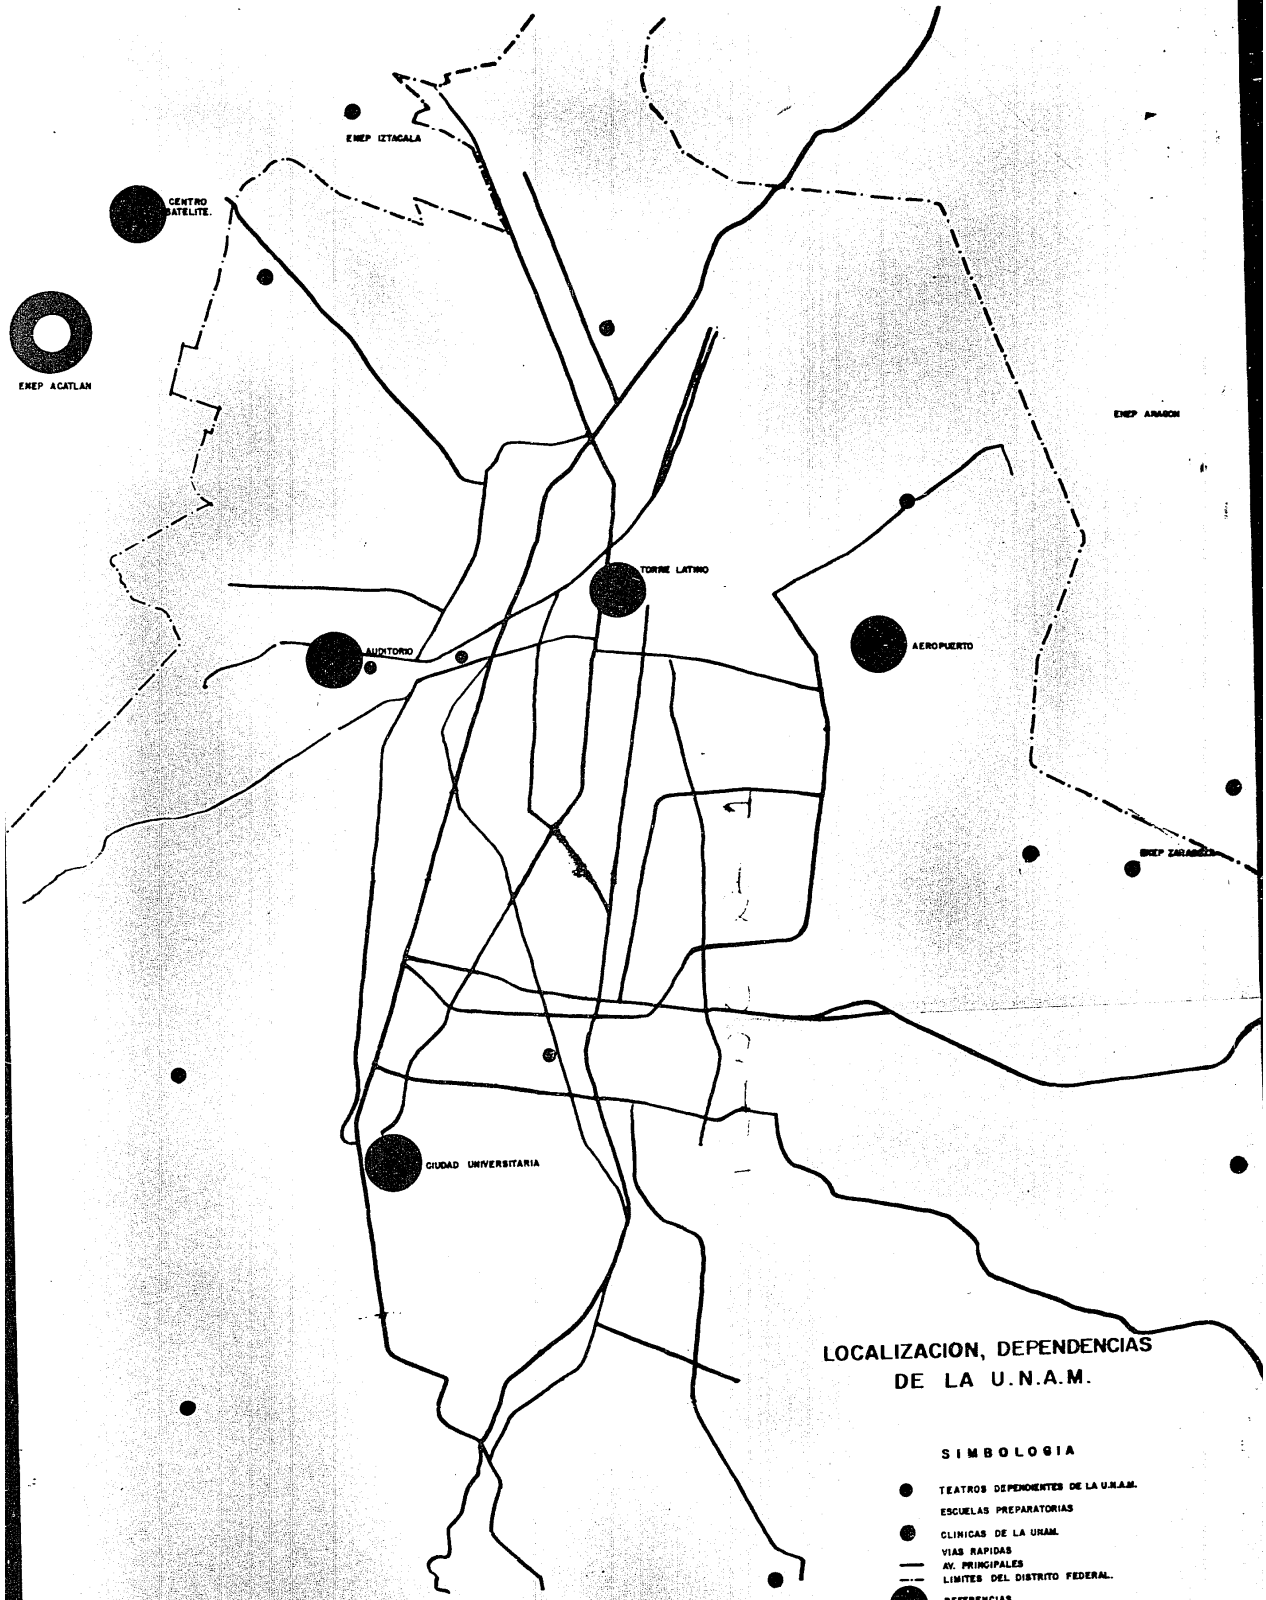 ENEP IZTACALA
CENTRO
SATELITE.
ENEP ACATLAN
ENEP ARAGON
TORRE LATINO
AUDITORIO
AEROPUERTO
ENEP ZARAGOZA
CIUDAD UNIVERSITARIA
LOCALIZACION, DEPENDENCIAS
DE LA U.N.A.M.
SIMBOLOGIA
TEATROS DEPENDIENTES DE LA U.N.A.M.
ESCUELAS PREPARATORIAS
CLINICAS DE LA UNAM.
VIAS RAPIDAS
AV. PRINCIPALES
LIMITES DEL DISTRITO FEDERAL.
REFERENCIAS